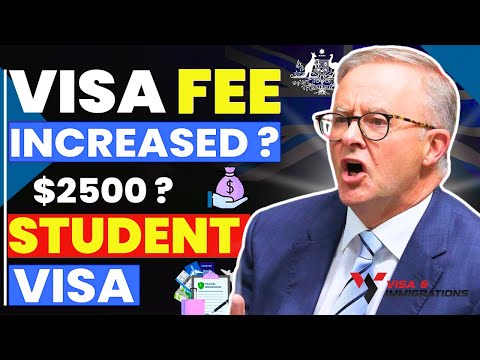 VISA FEE
INCREASED ?
$2500 ?
STUDENT
VISA
VISA &
IMMIGRATIONS